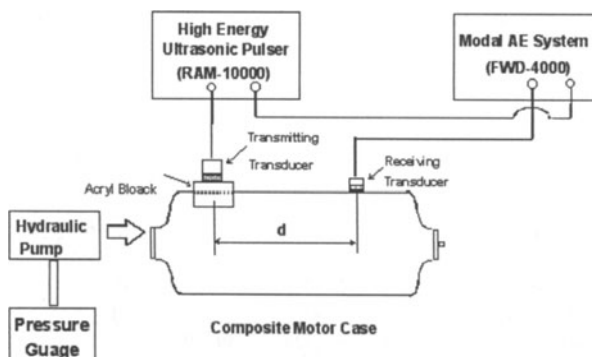 High Energy
Ultrasonic Pulser
(RAM-10000)
Modal AE System
(FWD-4000)
Transmitting
Transducer
Receiving
Transducer
Acryl Bloack
Hydraulic
Pump
d
Pressure
Guage
Composite Motor Case